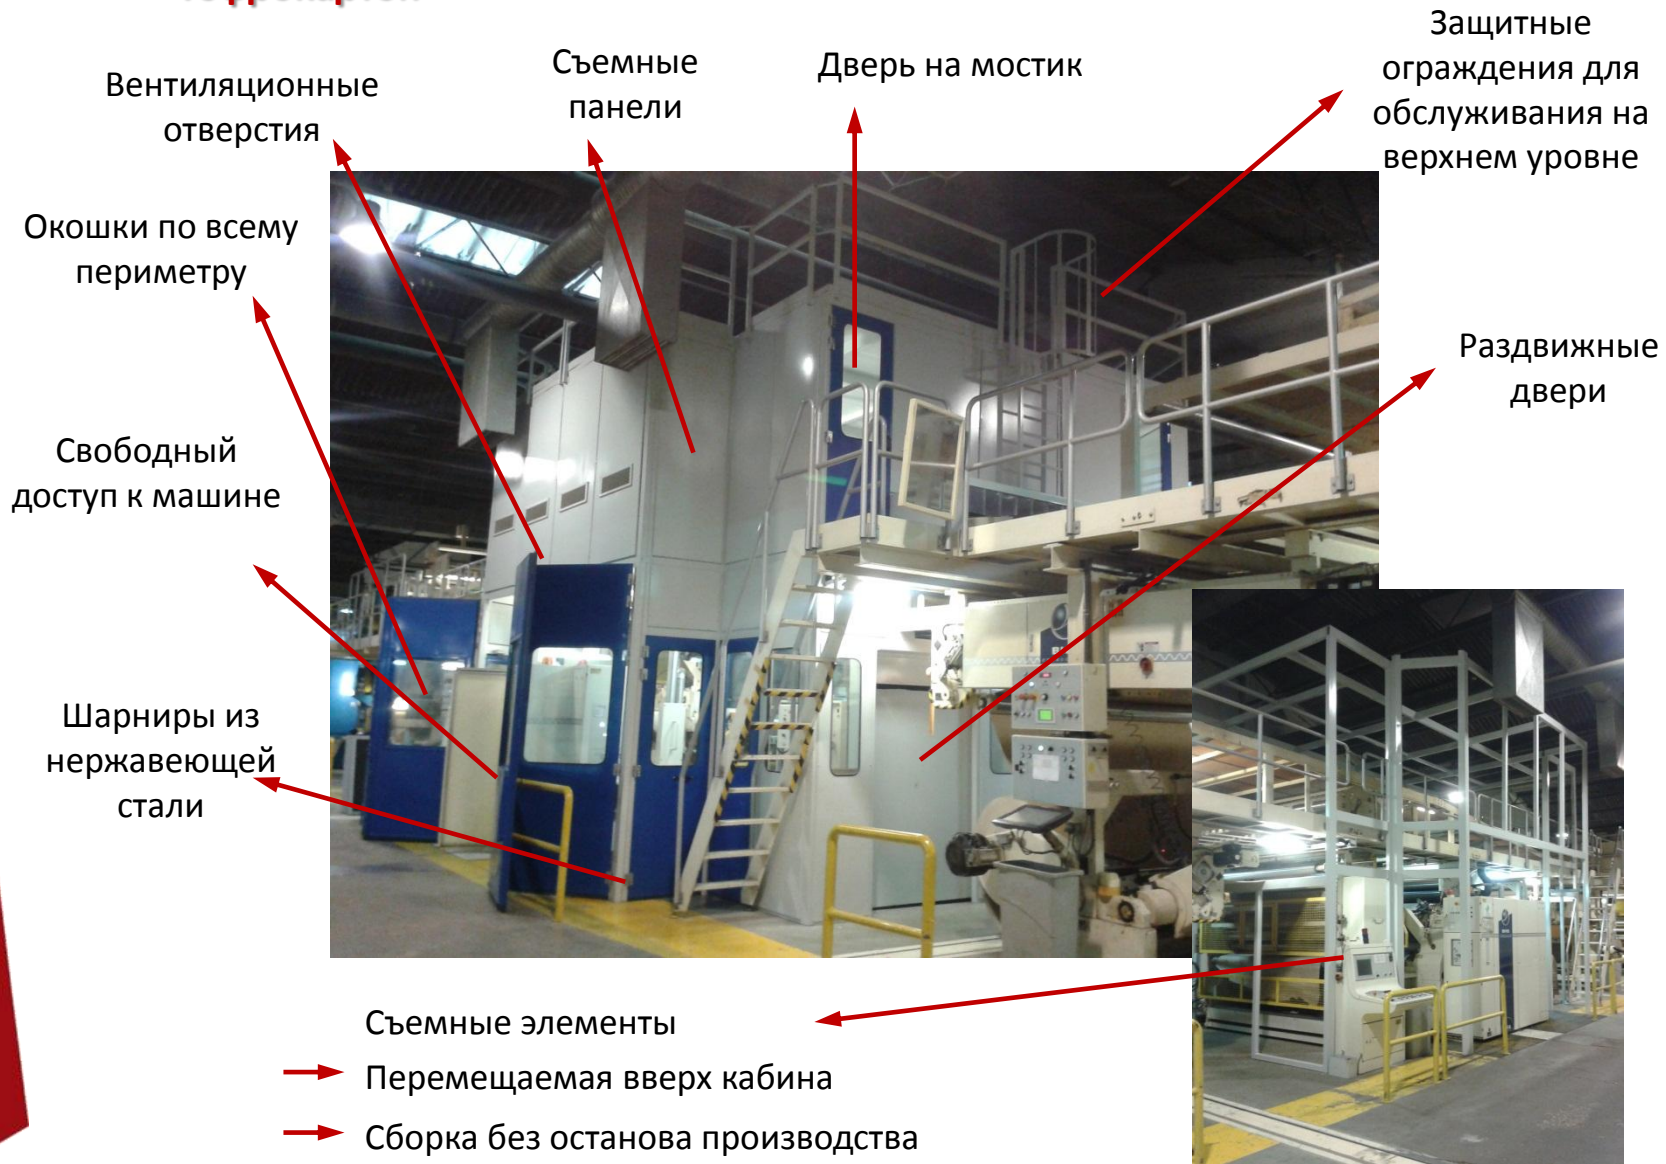 Защитные
ограждения для
обслуживания на
верхнем уровне
Съемные
панели
Дверь на мостик
Вентиляционные
отверстия
Окошки по всему
периметру
Раздвижные
двери
Свободный
доступ к машине
Шарниры из
нержавеющей
стали
Съемные элементы
Перемещаемая вверх кабина
Сборка без останова производства